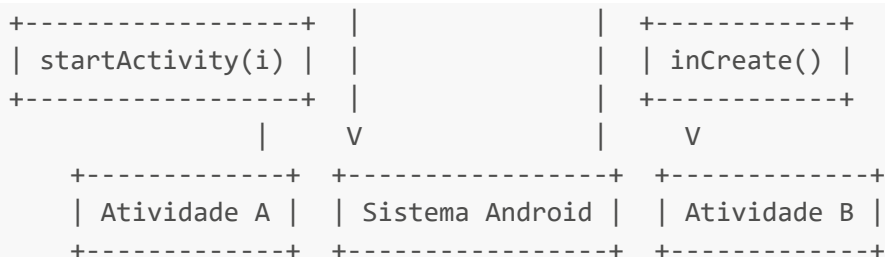 +------------------+  |               |  +------------+
| startActivity(i) |  |               |  | inCreate() |
+------------------+  |               |  +------------+
                |     V               |     V
    +-------------+  +-----------------+  +-------------+
    | Atividade A |  | Sistema Android |  | Atividade B |
    +-------------+  +-----------------+  +-------------+